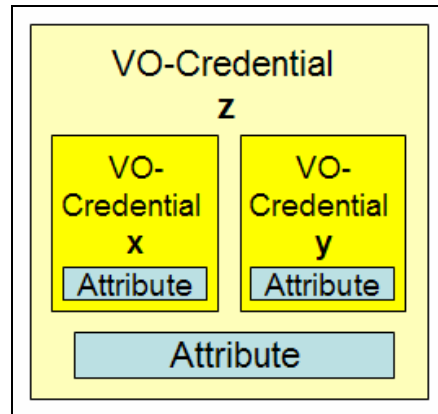 VO-Credential
z
VO-
Credential
x
Attribute
VO-
Credential
y
Attribute
Attribute